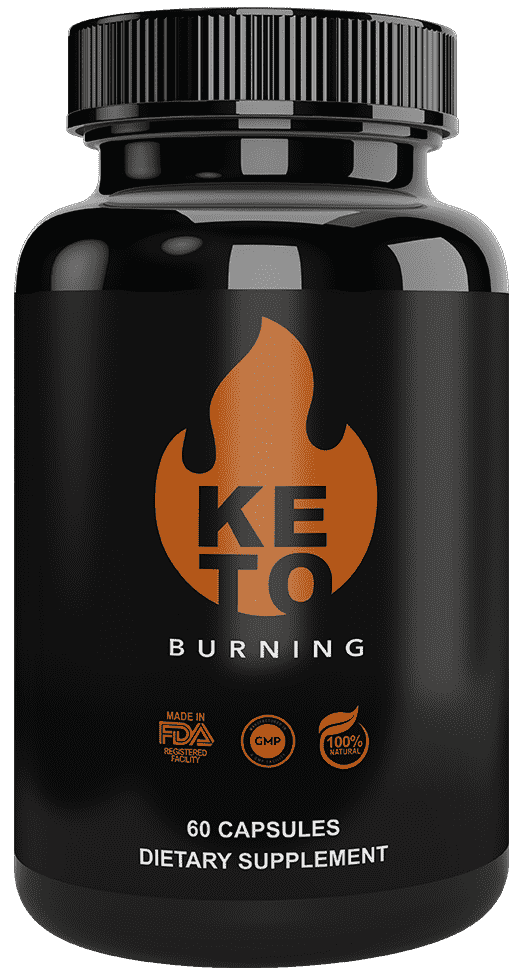 KE
TO
BURNING
MADE IN
FDA
REGISTERED
FACILITY
GMP
100%
NATURAL
60 CAPSULES
DIETARY SUPPLEMENT